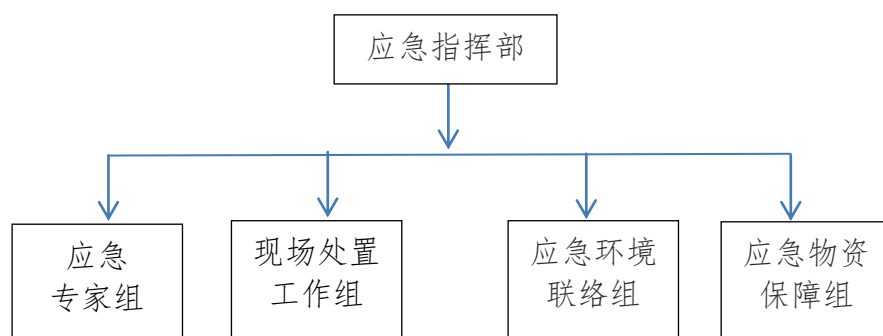 应急指挥部
应急
专家组
现场处置
工作组
应急环境
联络组
应急物资
保障组